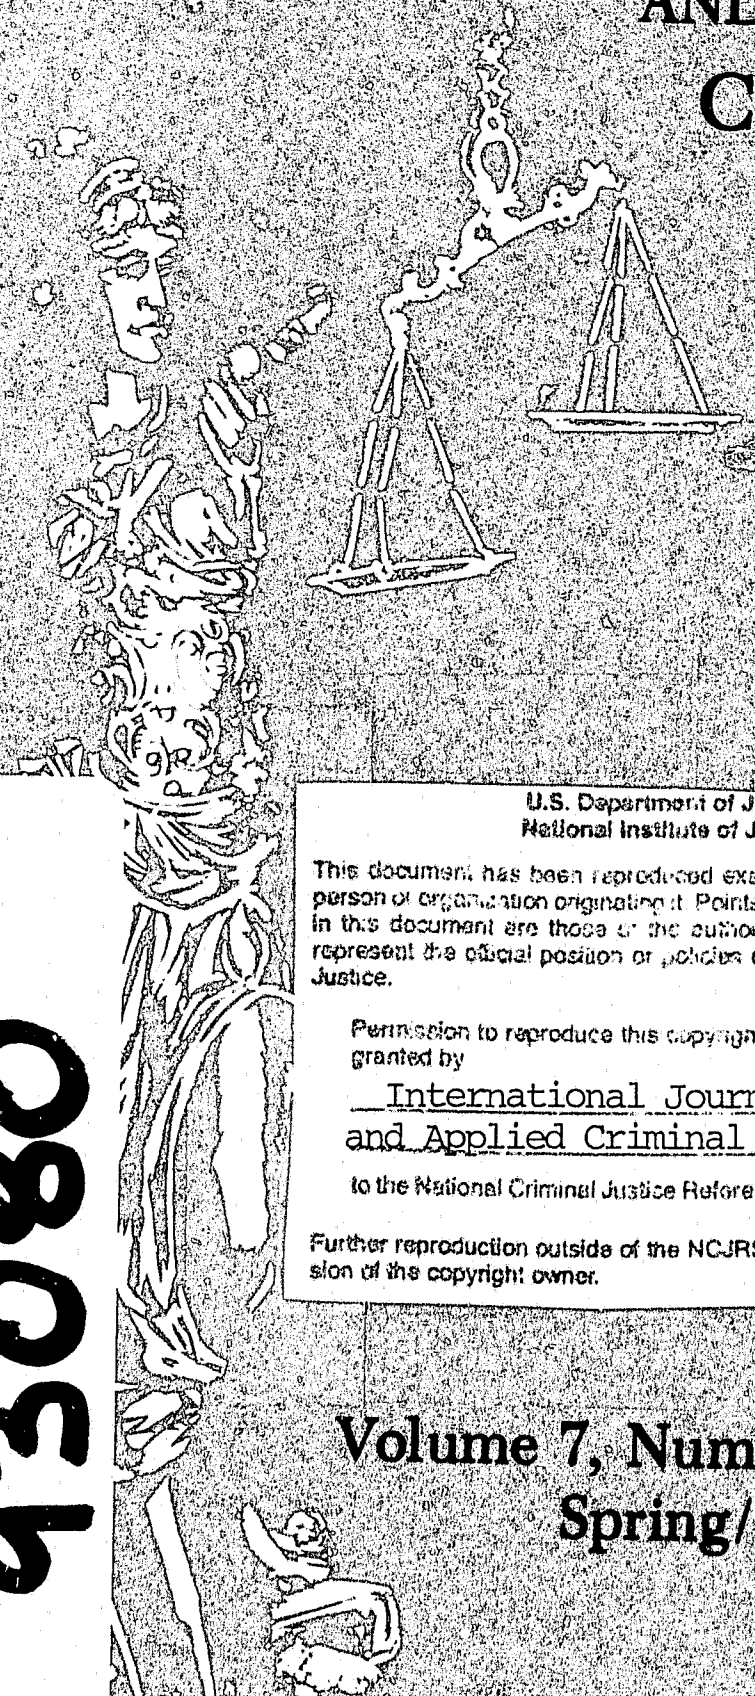 AND
C
U.S. Department of J
National Institute of J
This document has been reproduced exa
person or organization originating it. Points
in this document are those of the autho
represent the official position or policies o
Justice.
Permission to reproduce this copyrigh
granted by
International Journ
and Applied Criminal
to the National Criminal Justice Refere
Further reproduction outside of the NCJRS
sion of the copyright owner.
Volume 7, Num
Spring/
93080